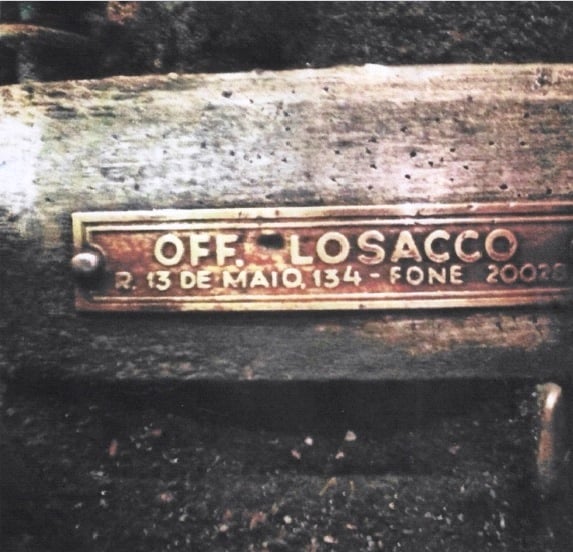 OFF. LOSACCO
R. 13 DE MAIO, 134 - FONE 20028